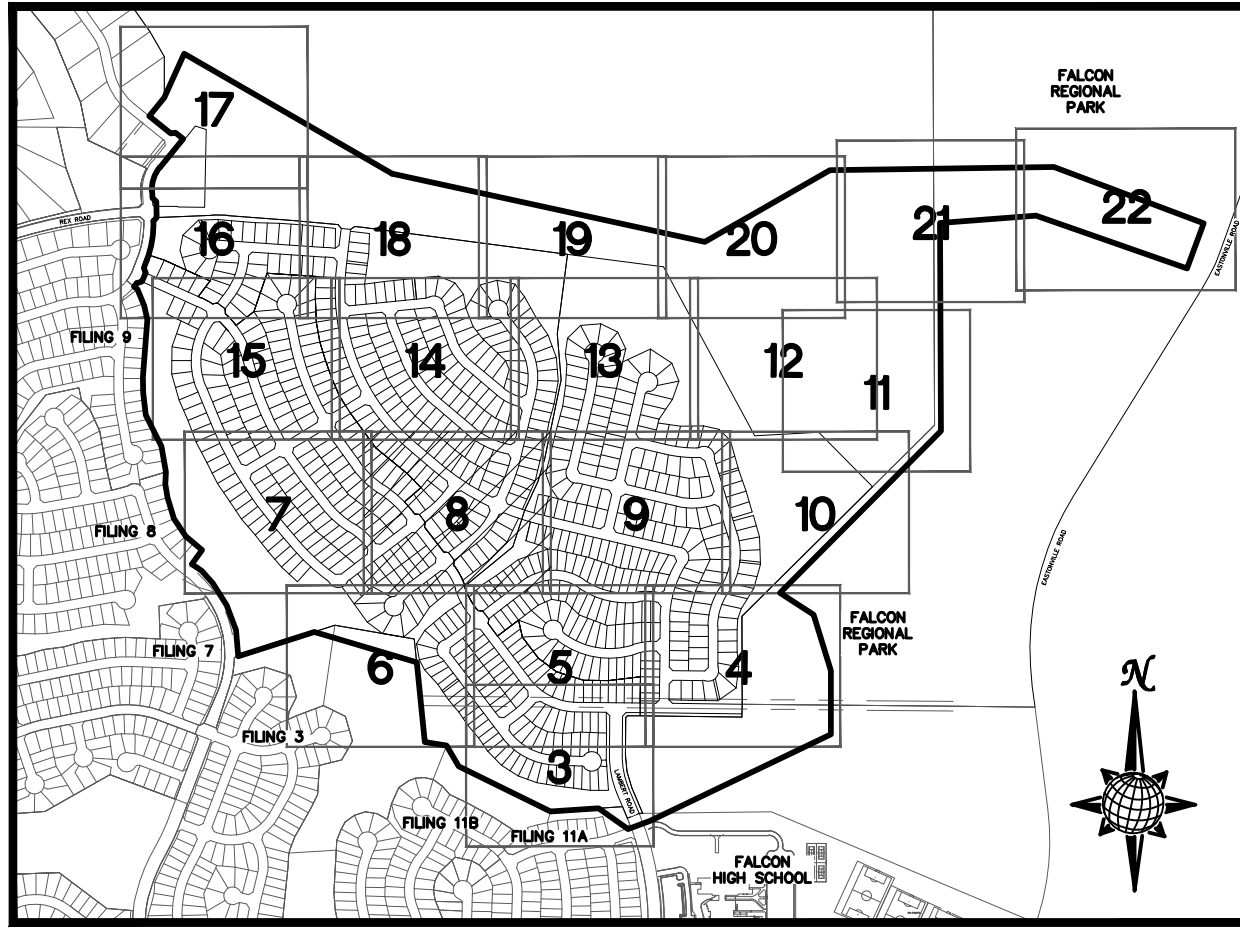 FALCON
REGIONAL
PARK
17
22
REX ROAD
16
18
19
20
21
EASTONVILLE ROAD
FILING 9
15
14
13
12
11
7
8
9
10
FILING 8
EASTONVILLE ROAD
FALCON
REGIONAL
PARK
FILING 7
6
5
4
N
FILING 3
3
LAMBERT ROAD
FILING 11B
FILING 11A
FALCON
HIGH SCHOOL